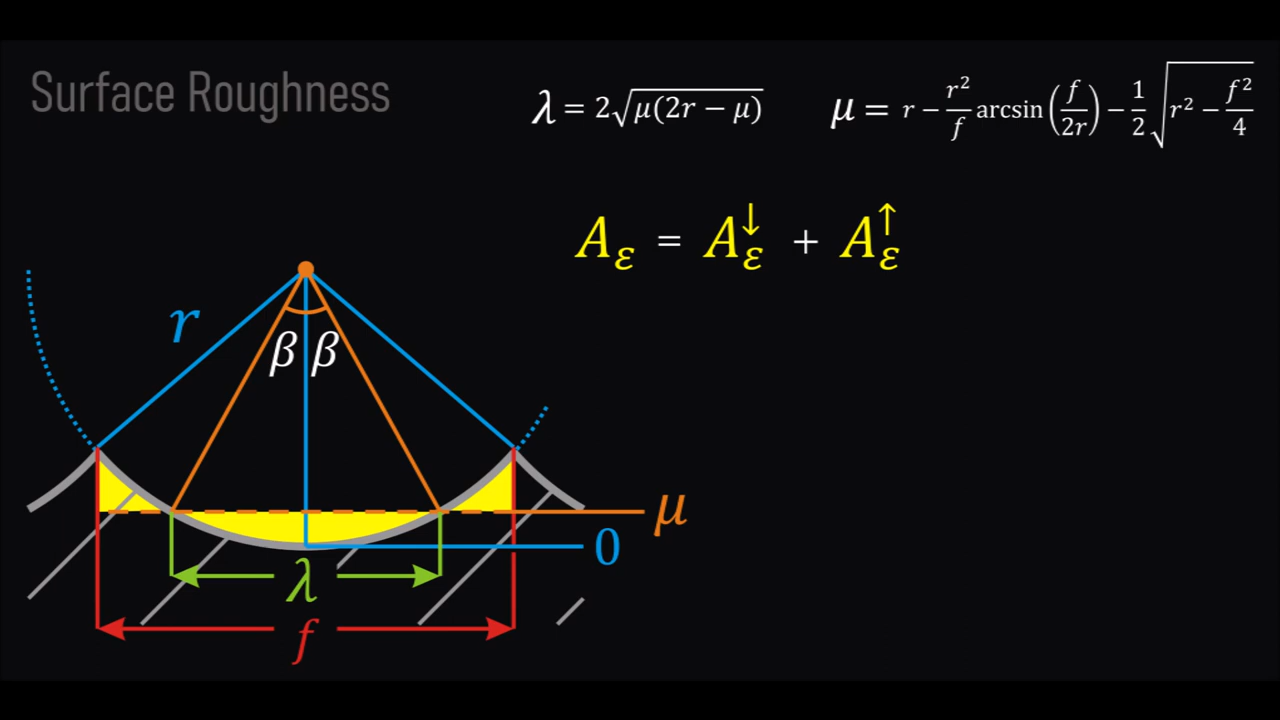 Surface Roughness
λ = 2√(μ(2r − μ))
μ = r − r²/f arcsin(f/2r) − 1/2 √(r² − f²/4)
A_ε = A_ε^↓ + A_ε^↑
r
β β
μ
0
λ
f